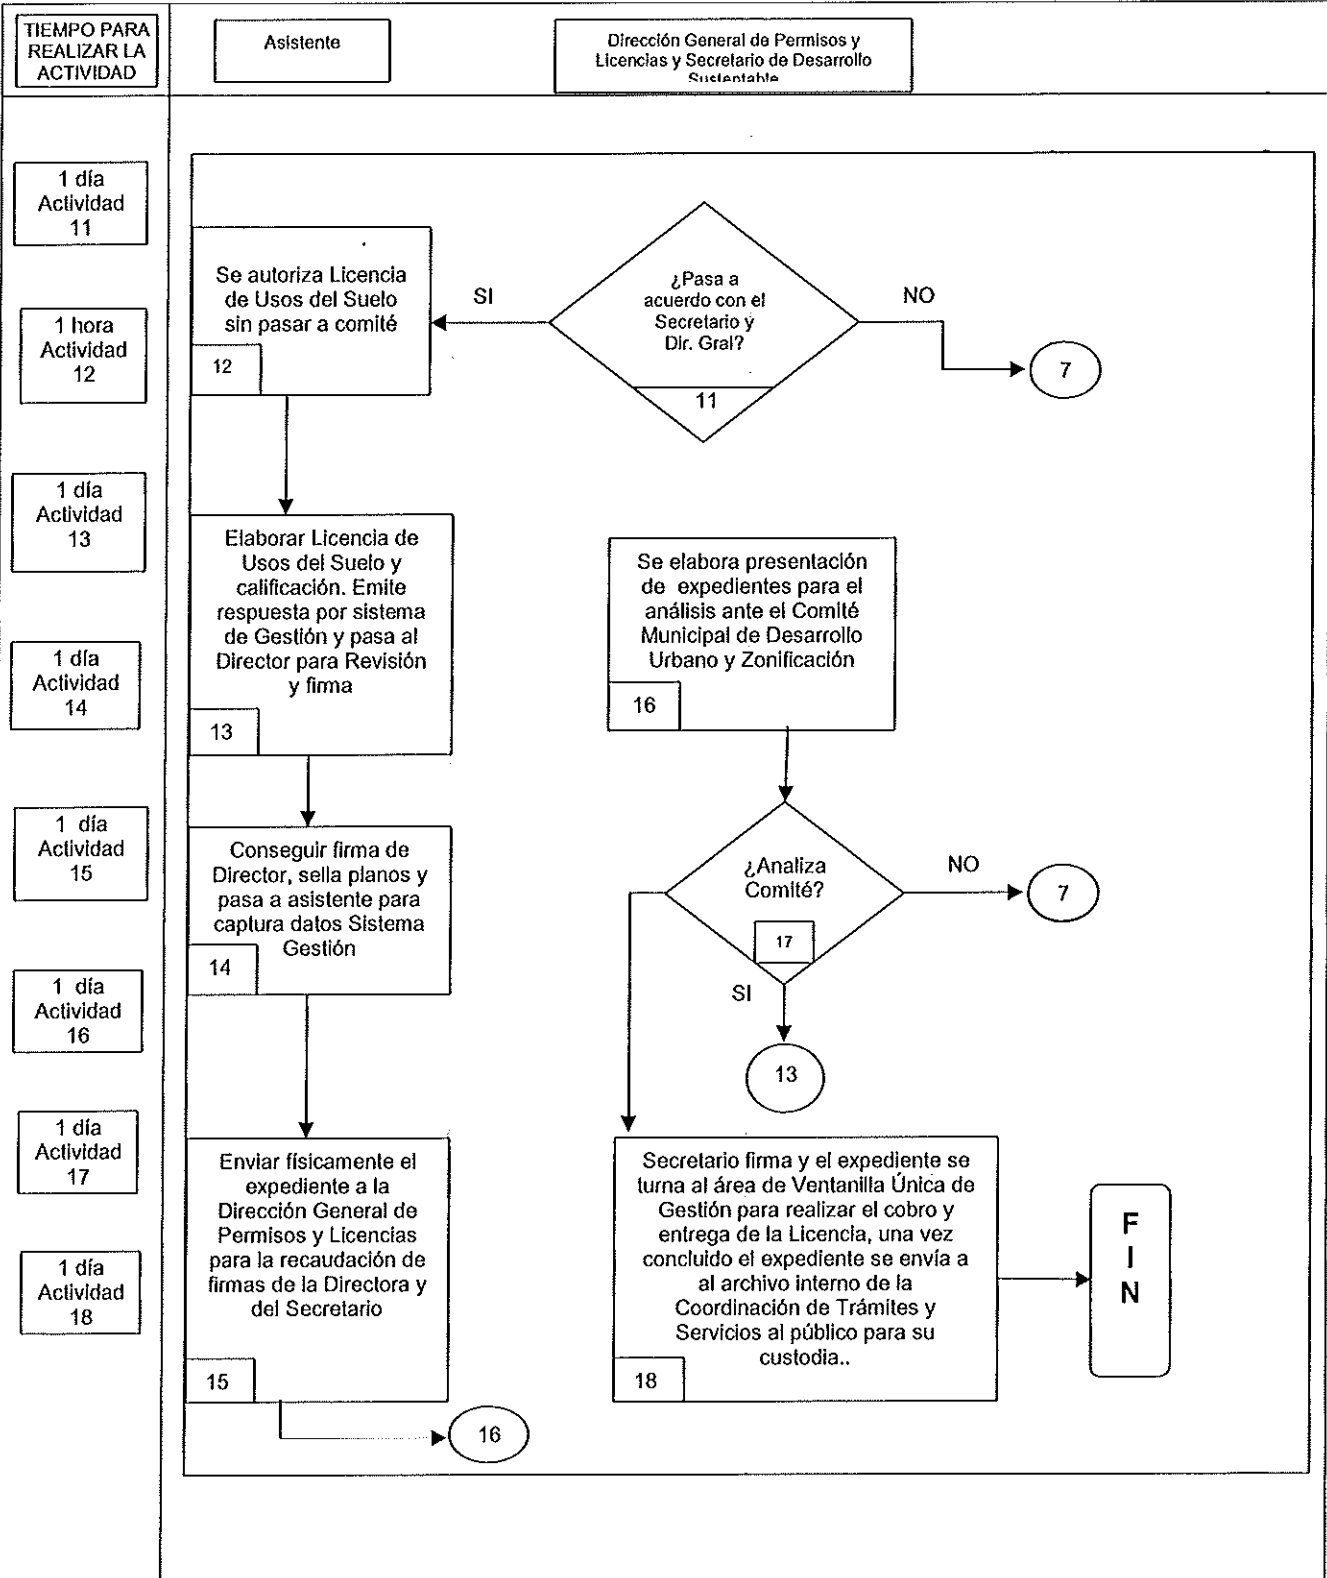 TIEMPO PARA
REALIZAR LA
ACTIVIDAD
Asistente
Dirección General de Permisos y
Licencias y Secretario de Desarrollo
Sustentable
1 día
Actividad
11
1 hora
Actividad
12
1 día
Actividad
13
1 día
Actividad
14
1 día
Actividad
15
1 día
Actividad
16
1 día
Actividad
17
1 día
Actividad
18
Se autoriza Licencia
de Usos del Suelo
sin pasar a comité
12
SI
¿Pasa a
acuerdo con el
Secretario y
Dir. Gral?
11
NO
7
Elaborar Licencia de
Usos del Suelo y
calificación. Emite
respuesta por sistema
de Gestión y pasa al
Director para Revisión
y firma
13
Se elabora presentación
de expedientes para el
análisis ante el Comité
Municipal de Desarrollo
Urbano y Zonificación
16
Conseguir firma de
Director, sella planos y
pasa a asistente para
captura datos Sistema
Gestión
14
¿Analiza
Comité?
17
NO
7
SI
13
Enviar físicamente el
expediente a la
Dirección General de
Permisos y Licencias
para la recaudación de
firmas de la Directora y
del Secretario
15
16
Secretario firma y el expediente se
turna al área de Ventanilla Única de
Gestión para realizar el cobro y
entrega de la Licencia, una vez
concluido el expediente se envía a
al archivo interno de la
Coordinación de Trámites y
Servicios al público para su
custodia..
18
F
I
N